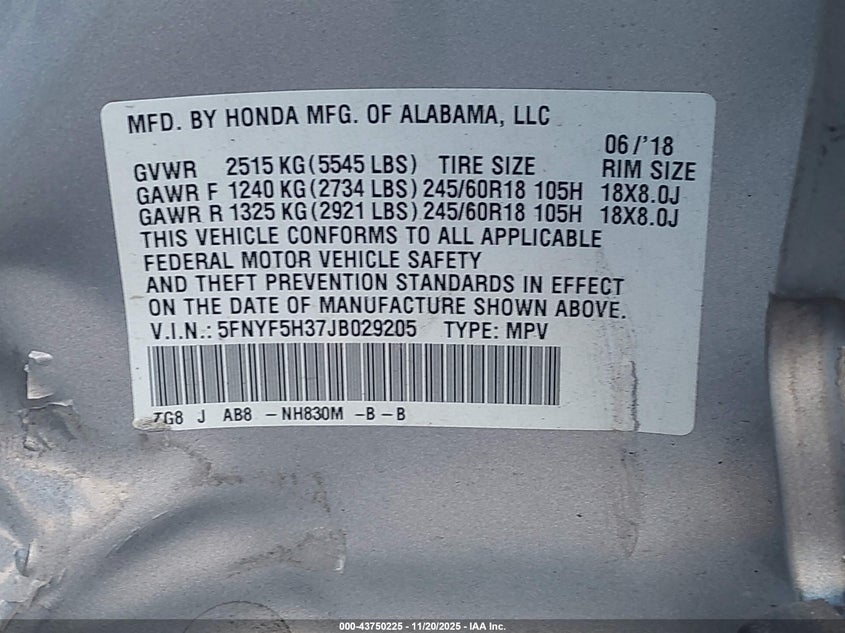 MFD. BY HONDA MFG. OF ALABAMA, LLC
06/'18
GVWR 2515 KG(5545 LBS) TIRE SIZE RIM SIZE
GAWR F 1240 KG(2734 LBS) 245/60R18 105H 18X8.0J
GAWR R 1325 KG(2921 LBS) 245/60R18 105H 18X8.0J
THIS VEHICLE CONFORMS TO ALL APPLICABLE
FEDERAL MOTOR VEHICLE SAFETY
AND THEFT PREVENTION STANDARDS IN EFFECT
ON THE DATE OF MANUFACTURE SHOWN ABOVE.
V.I.N.: 5FNYF5H37JB029205 TYPE: MPV
TG8 J AB8 -NH830M -B-B
000-43750225 - 11/20/2025 - IAA Inc.